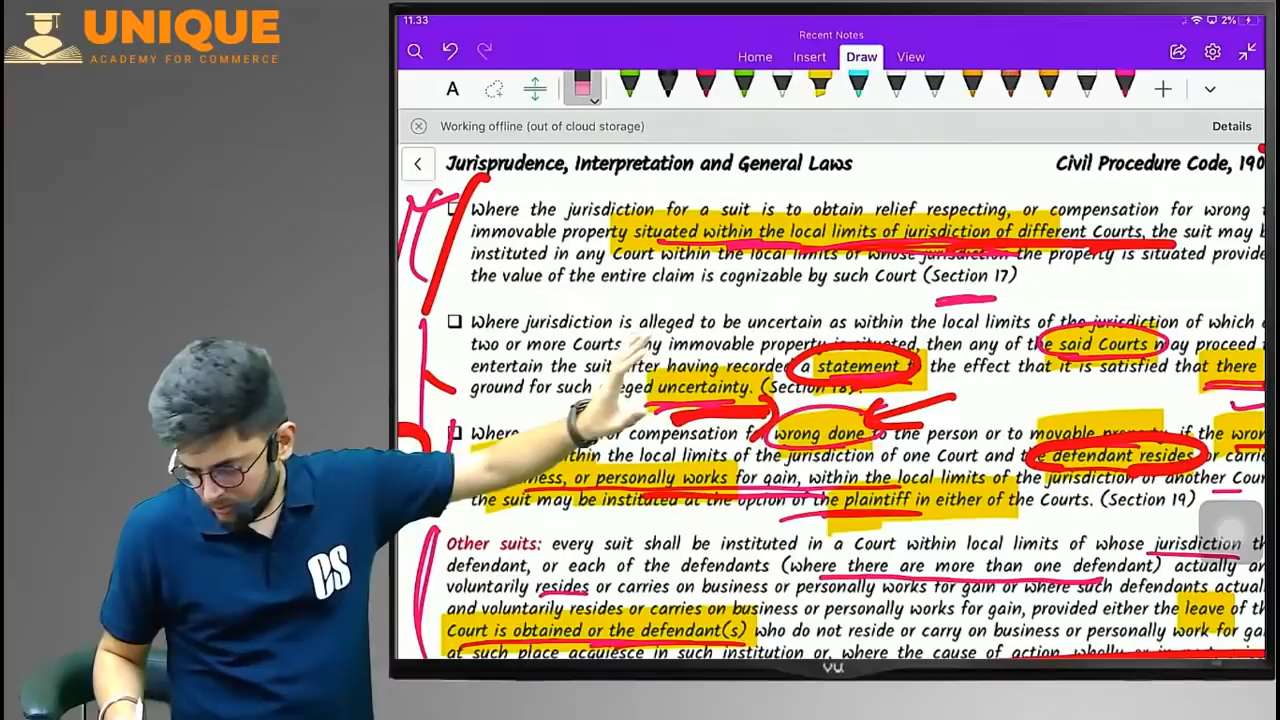 UNIQUE
ACADEMY FOR COMMERCE
11.33
2%
Recent Notes
Home Insert Draw View
A
Working offline (out of cloud storage)
Details
Jurisprudence, Interpretation and General Laws
Civil Procedure Code, 190
Where the jurisdiction for a suit is to obtain relief respecting, or compensation for wrong t
immovable property situated within the local limits of jurisdiction of different Courts, the suit may b
instituted in any Court within the local limits of whose jurisdiction the property is situated provide
the value of the entire claim is cognizable by such Court (Section 17)
Where jurisdiction is alleged to be uncertain as within the local limits of the jurisdiction of which
two or more Courts any immovable property is situated, then any of the said Courts may proceed
entertain the suit after having recorded a statement to the effect that it is satisfied that there
ground for such alleged uncertainty. (Section 18).
Where compensation for wrong done to the person or to movable property, if the wron
within the local limits of the jurisdiction of one Court and the defendant resides or carrie
or personally works for gain, within the local limits of the jurisdiction of another Cour
the suit may be instituted at the option of the plaintiff in either of the Courts. (Section 19)
Other suits: every suit shall be instituted in a Court within local limits of whose jurisdiction th
defendant, or each of the defendants (where there are more than one defendant) actually an
voluntarily resides or carries on business or personally works for gain or where such defendants actual
and voluntarily resides or carries on business or personally works for gain, provided either the leave of th
Court is obtained or the defendant(s) who do not reside or carry on business or personally work for gai
at such place acquiesce in such institution or, where the cause of action, wholly or in part
CS
VU